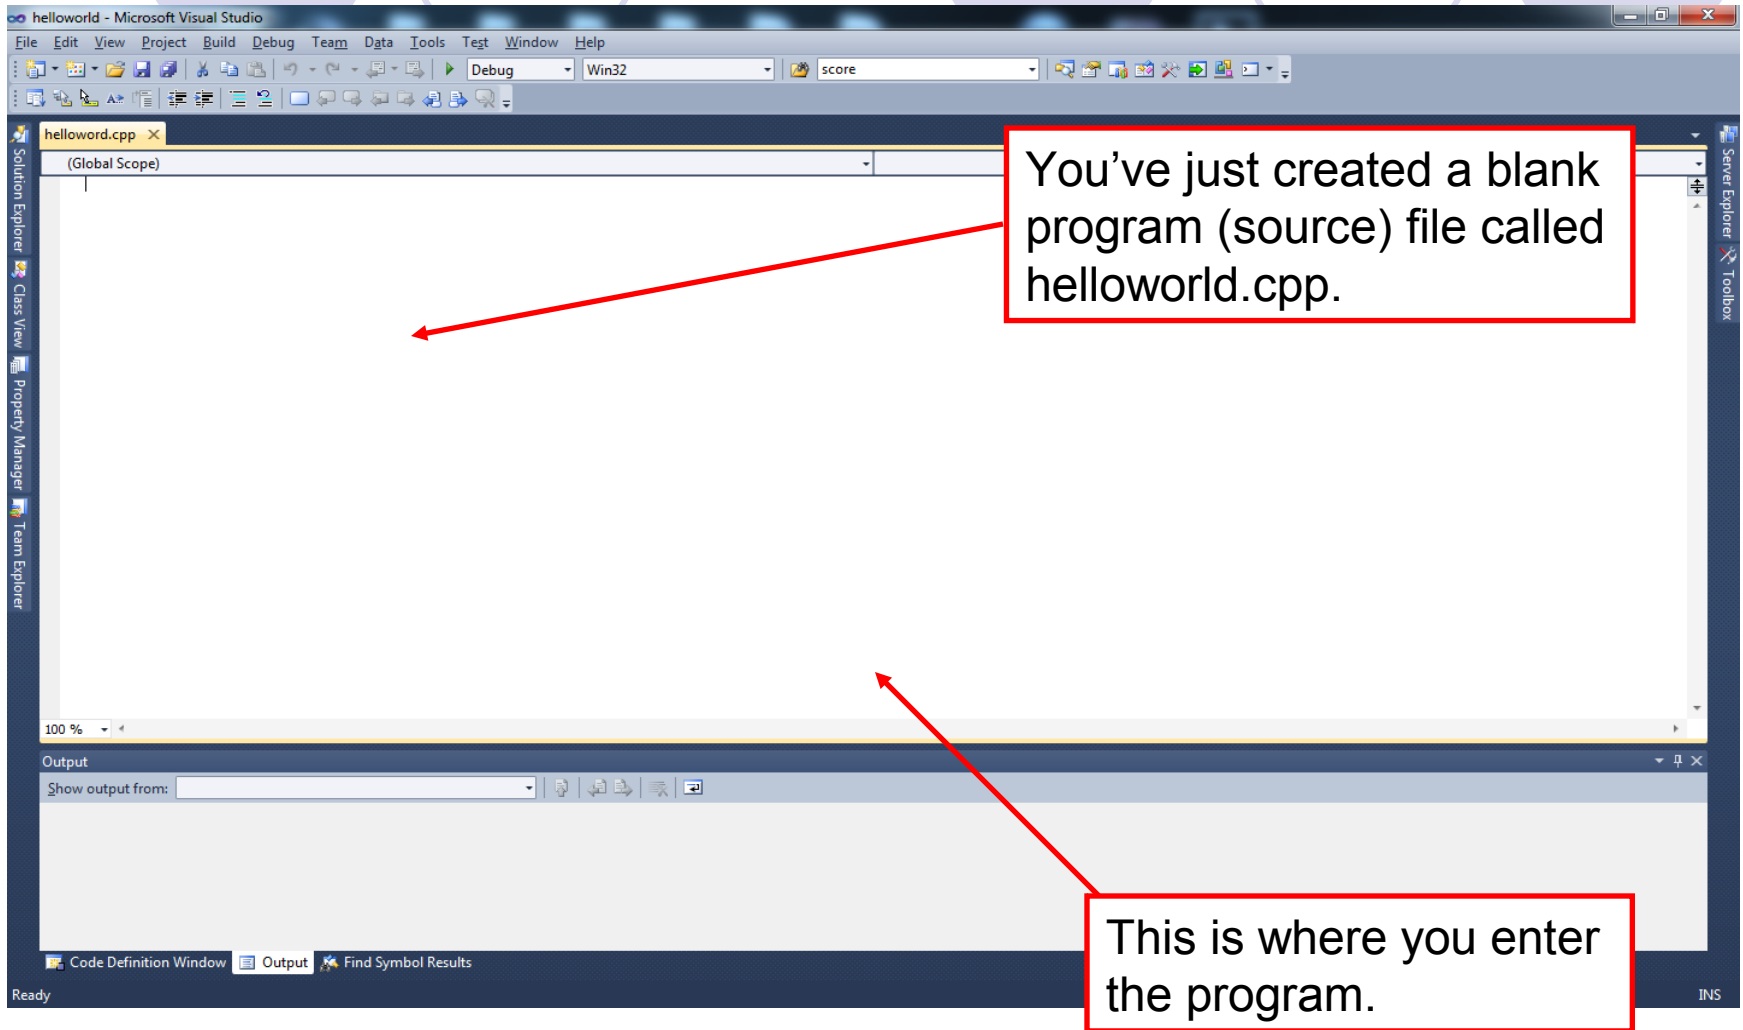 helloworld - Microsoft Visual Studio
File Edit View Project Build Debug Team Data Tools Test Window Help
Debug Win32 score
helloword.cpp
(Global Scope)
You’ve just created a blank
program (source) file called
helloworld.cpp.
Solution Explorer
Class View
Property Manager
Team Explorer
Server Explorer
Toolbox
100 %
Output
Show output from:
This is where you enter
the program.
Code Definition Window Output Find Symbol Results
Ready INS